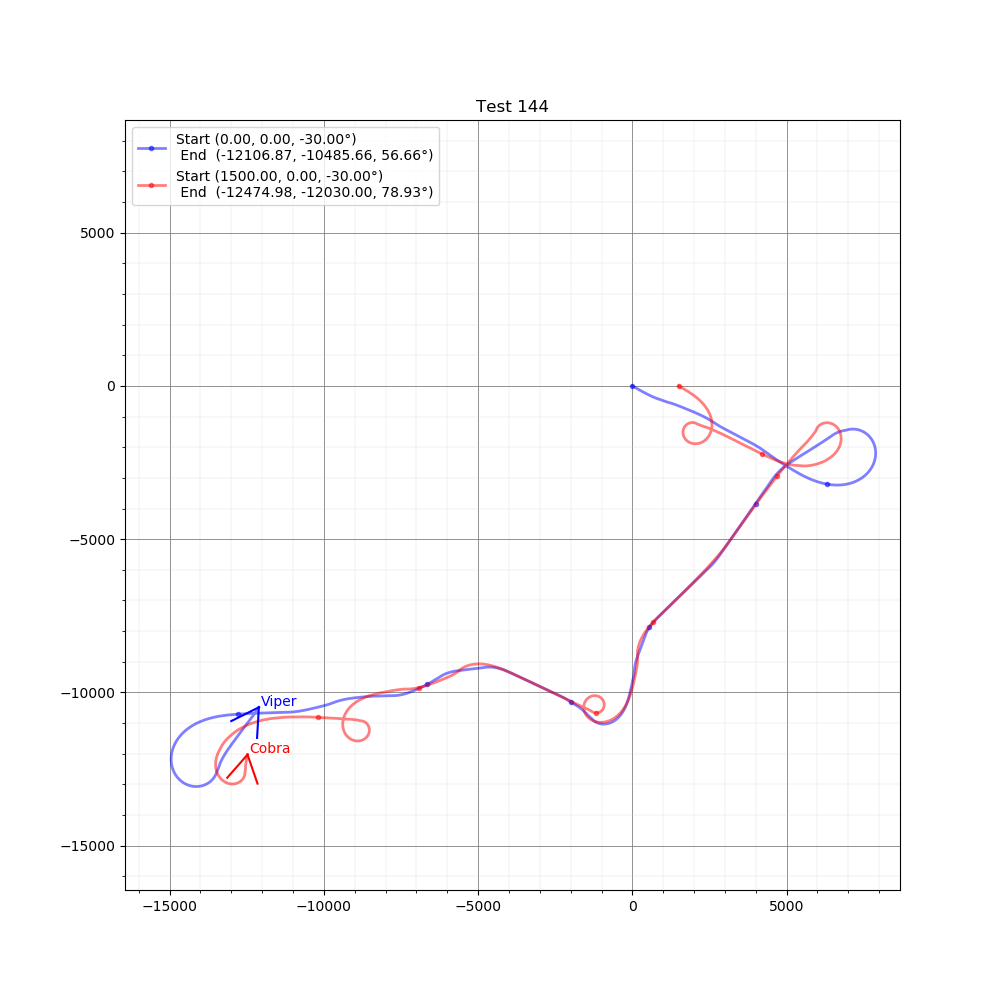 Test 144
Start (0.00, 0.00, -30.00°)
End (-12106.87, -10485.66, 56.66°)
Start (1500.00, 0.00, -30.00°)
End (-12474.98, -12030.00, 78.93°)
5000
0
−5000
−10000
−15000
Viper
Cobra
−15000 −10000 −5000 0 5000